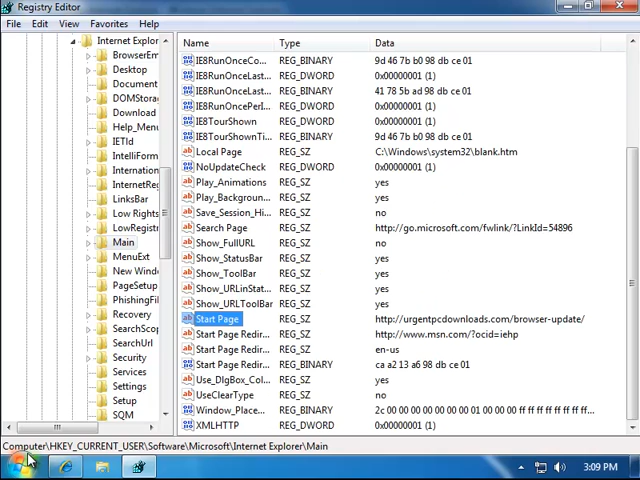 Registry Editor
File Edit View Favorites Help
Internet Explor
BrowserEm
Desktop
Document
DOMStorag
Download
Help_Menu
IETId
IntelliForm
Internation
InternetReg
LinksBar
Low Rights
LowRegistr
Main
MenuExt
New Windo
PageSetup
PhishingFil
Recovery
SearchScop
SearchUrl
Security
Services
Settings
Setup
SQM
Name Type Data
IE8RunOnceCo... REG_BINARY 9d 46 7b b0 98 db ce 01
IE8RunOnceLast... REG_DWORD 0x00000001 (1)
IE8RunOnceLast... REG_BINARY 41 78 5b ad 98 db ce 01
IE8RunOncePerI... REG_DWORD 0x00000001 (1)
IE8TourShown REG_DWORD 0x00000001 (1)
IE8TourShownTi... REG_BINARY 9d 46 7b b0 98 db ce 01
Local Page REG_SZ C:\Windows\system32\blank.htm
NoUpdateCheck REG_DWORD 0x00000001 (1)
Play_Animations REG_SZ yes
Play_Backgroun... REG_SZ yes
Save_Session_Hi... REG_SZ no
Search Page REG_SZ http://go.microsoft.com/fwlink/?LinkId=54896
Show_FullURL REG_SZ no
Show_StatusBar REG_SZ yes
Show_ToolBar REG_SZ yes
Show_URLinStat... REG_SZ yes
Show_URLToolBar REG_SZ yes
Start Page REG_SZ http://urgentpcdownloads.com/browser-update/
Start Page Redir... REG_SZ http://www.msn.com/?ocid=iehp
Start Page Redir... REG_SZ en-us
Start Page Redir... REG_BINARY ca a2 13 a6 98 db ce 01
Use_DlgBox_Col... REG_SZ yes
UseClearType REG_SZ no
Window_Place... REG_BINARY 2c 00 00 00 00 00 00 00 01 00 00 00 ff ff ff ff ff ff ff ff...
XMLHTTP REG_DWORD 0x00000001 (1)
Computer\HKEY_CURRENT_USER\Software\Microsoft\Internet Explorer\Main
3:09 PM